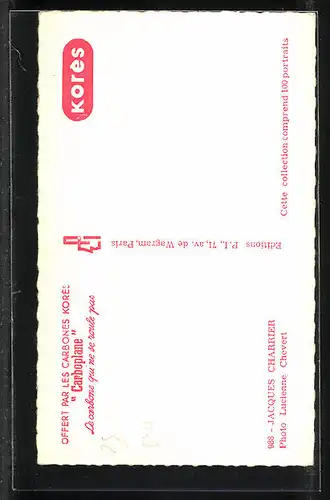 OFFERT PAR LES CARBONES KORÈS
" Carboplane "
Le carbone qui ne se roule pas
Korès
Editions P. I., 71, av. de Wagram, Paris
988 - JACQUES CHARRIER
Photo Lucienne Chevert
Cette collection comprend 100 portraits